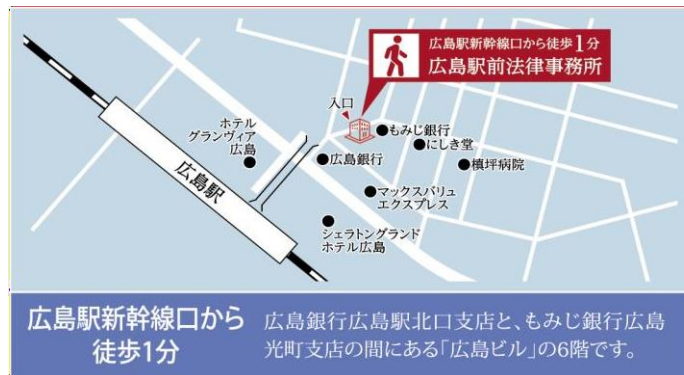 広島駅新幹線口から徒歩1分
広島駅前法律事務所
入口
ホテル
グランヴィア
広島
もみじ銀行
にしき堂
広島銀行
槙坪病院
広島駅
マックスバリュ
エクスプレス
シェラトングランド
ホテル広島
広島駅新幹線口から
徒歩1分
広島銀行広島駅北口支店と、もみじ銀行広島
光町支店の間にある「広島ビル」の6階です。